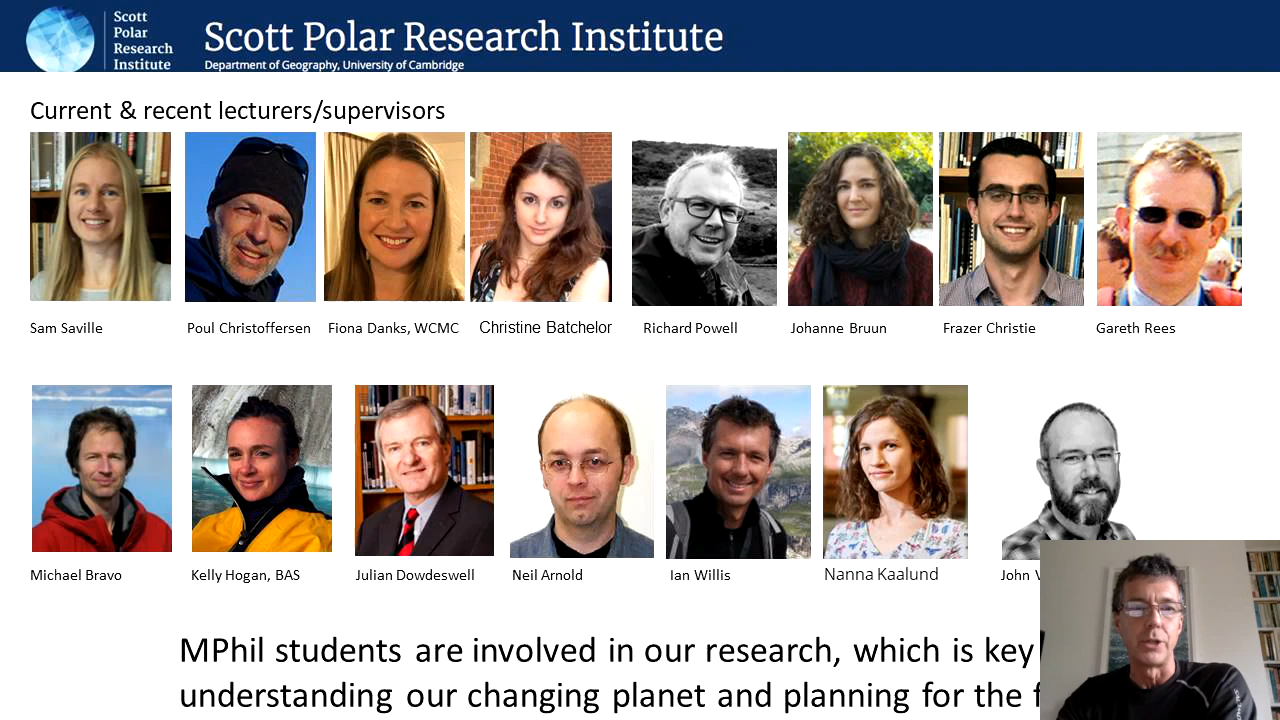 Scott
Polar
Research
Institute
Scott Polar Research Institute
Department of Geography, University of Cambridge
Current & recent lecturers/supervisors
Sam Saville
Poul Christoffersen
Fiona Danks, WCMC
Christine Batchelor
Richard Powell
Johanne Bruun
Frazer Christie
Gareth Rees
Michael Bravo
Kelly Hogan, BAS
Julian Dowdeswell
Neil Arnold
Ian Willis
Nanna Kaalund
John
MPhil students are involved in our research, which is key
understanding our changing planet and planning for the